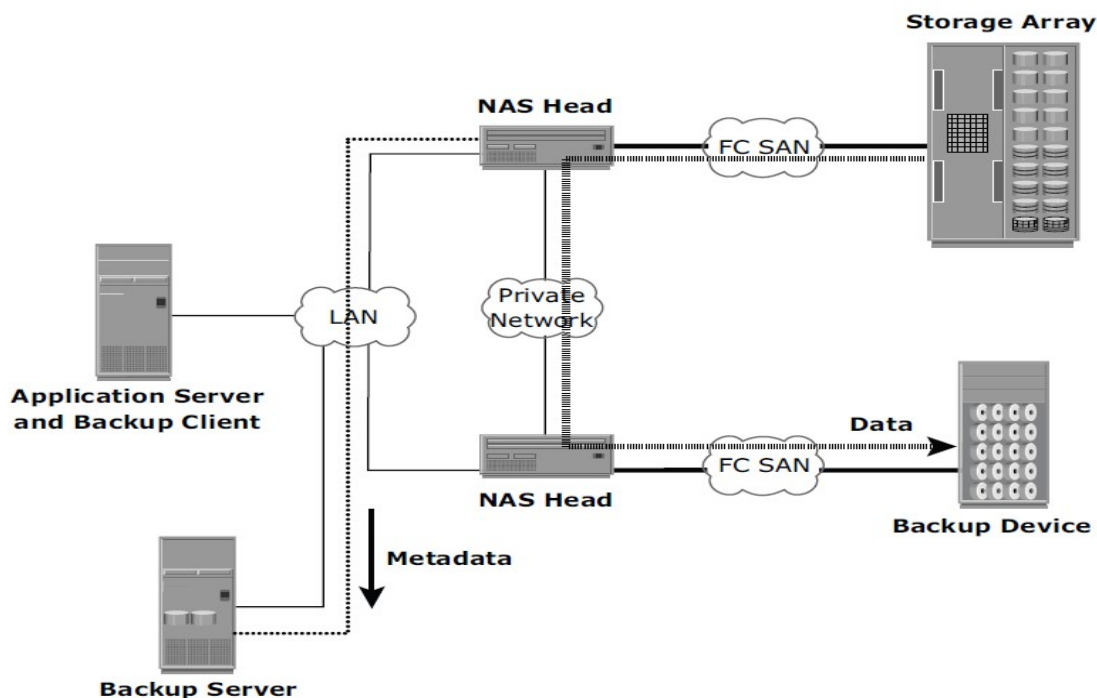 Storage Array
NAS Head
FC SAN
Private
Network
LAN
Application Server
and Backup Client
Data
FC SAN
NAS Head
Backup Device
Metadata
Backup Server